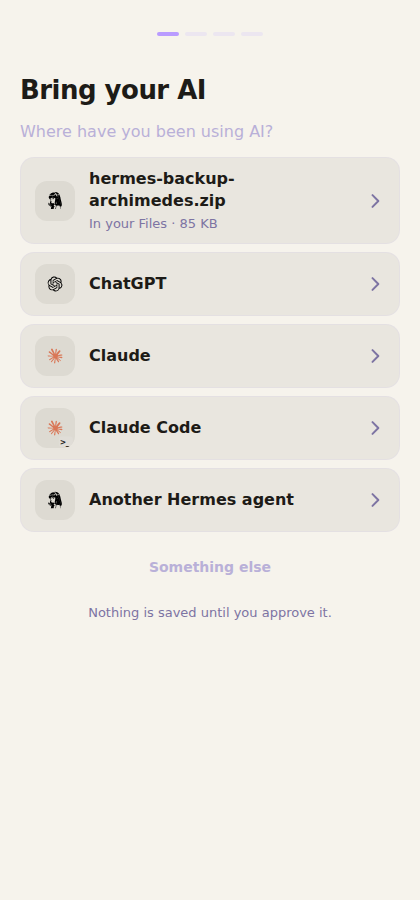 Bring your AI
Where have you been using AI?
hermes-backup-
archimedes.zip
In your Files · 85 KB
ChatGPT
Claude
>_
Claude Code
Another Hermes agent
Something else
Nothing is saved until you approve it.